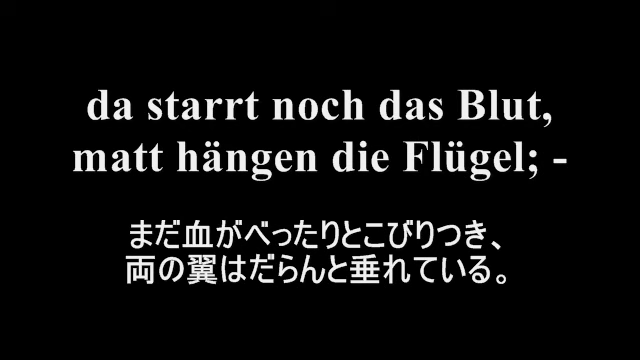 da starrt noch das Blut,
matt hängen die Flügel; -
まだ血がべったりとこびりつき、
両の翼はだらんと垂れている。